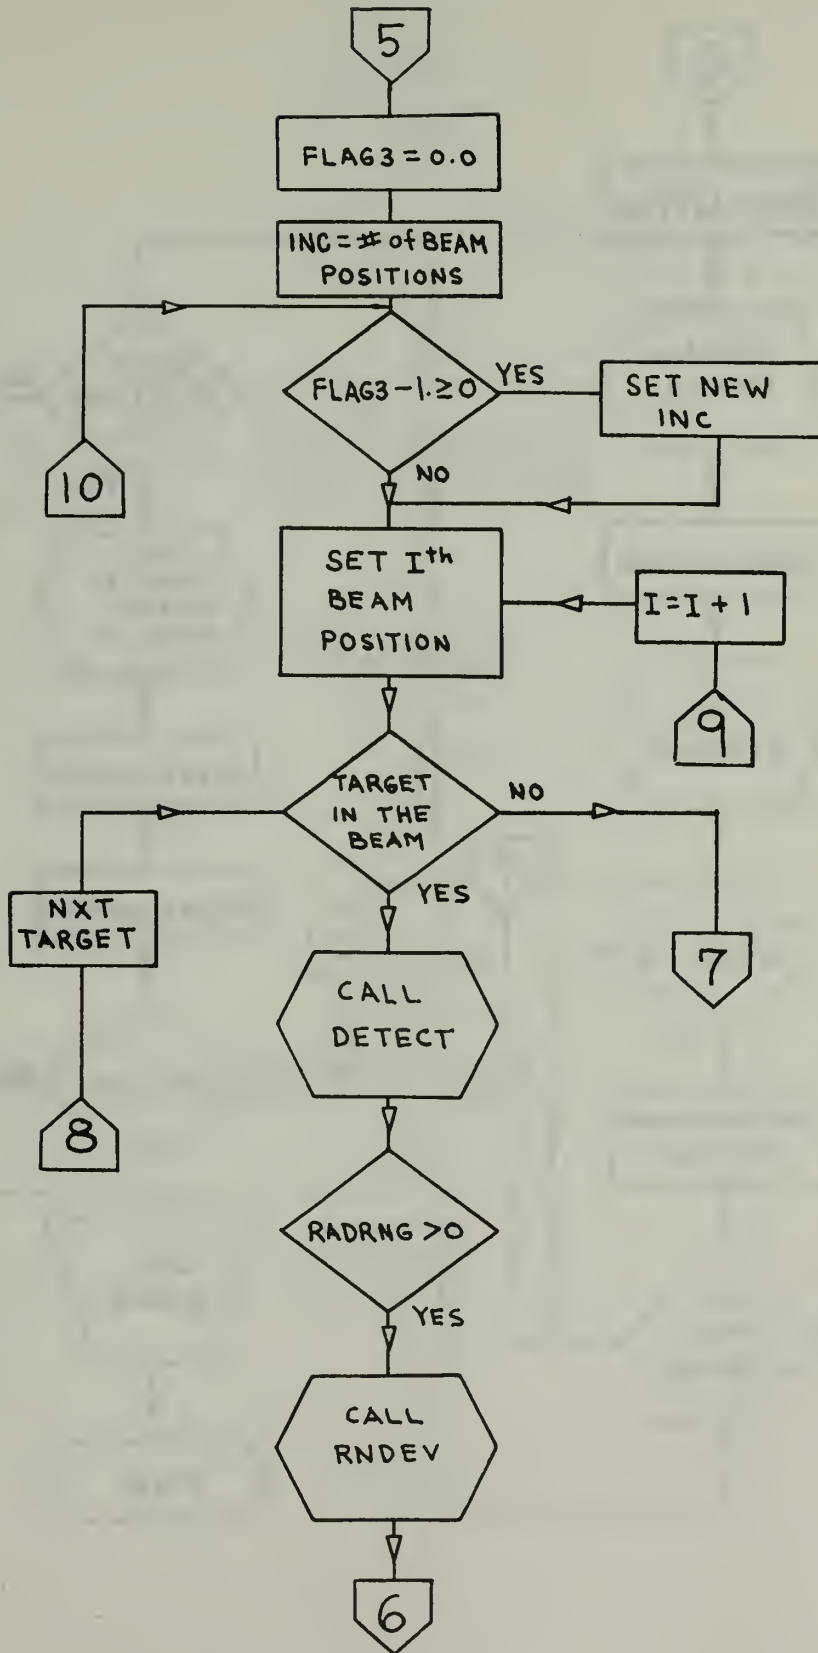 5
FLAG3 = 0.0
INC = # of BEAM
POSITIONS
FLAG3 - 1. ≥ 0
YES
SET NEW
INC
10
NO
SET Ith
BEAM
POSITION
I = I + 1
9
TARGET
IN THE
BEAM
NO
YES
NXT
TARGET
7
CALL
DETECT
8
RADRNG > 0
YES
CALL
RNDEV
6